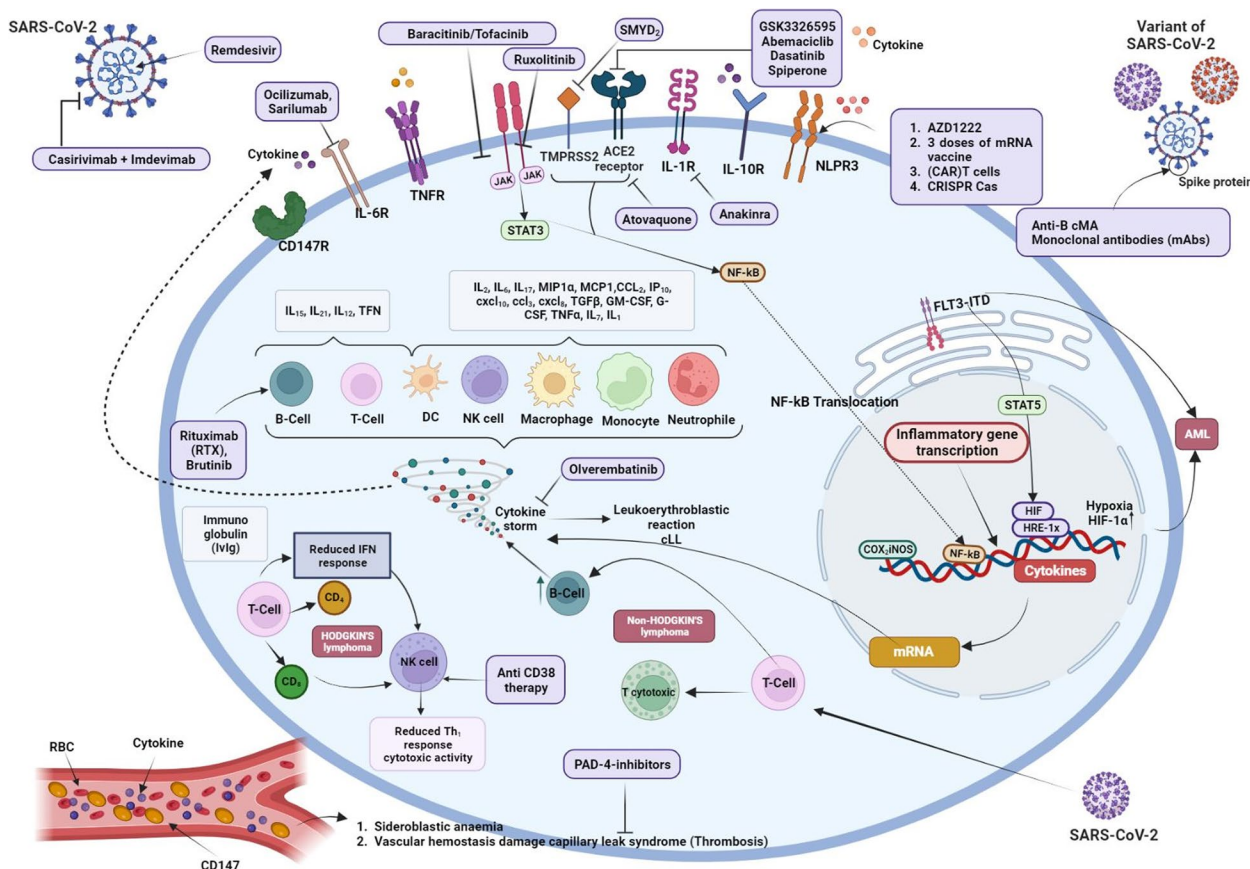 SARS-CoV-2
Remdesivir
Casirivimab + Imdevimab
Ocilizumab,
Sarilumab
Cytokine
IL-6R
CD147R
TNFR
Baracitinib/Tofacinib
Ruxolitinib
JAK
JAK
STAT3
SMYD₂
TMPRSS2
ACE2
receptor
Atovaquone
IL-1R
Anakinra
IL-10R
GSK3326595
Abemaciclib
Dasatinib
Spiperone
Cytokine
NLPR3
1. AZD1222
2. 3 doses of mRNA
vaccine
3. (CAR)T cells
4. CRISPR Cas
Variant of
SARS-CoV-2
Spike protein
Anti-B cMA
Monoclonal antibodies (mAbs)
NF-kB
IL₁₅, IL₂₁, IL₁₂, TFN
IL₂, IL₆, IL₁₇, MIP1α, MCP1,CCL₂, IP₁₀,
cxcl₁₀, ccl₃, cxcl₈, TGFβ, GM-CSF, G-
CSF, TNFα, IL₇, IL₁
B-Cell
T-Cell
DC
NK cell
Macrophage
Monocyte
Neutrophile
Rituximab
(RTX),
Brutinib
FLT3-ITD
NF-kB Translocation
STAT5
AML
Inflammatory gene
transcription
HIF
HRE-1x
Hypoxia
HIF-1α
COX₂iNOS
NF-kB
Cytokines
mRNA
Olverembatinib
Cytokine
storm
Leukoerythroblastic
reaction
cLL
B-Cell
Immuno
globulin
(IvIg)
Reduced IFN
response
T-Cell
CD₄
CD₈
HODGKIN'S
lymphoma
NK cell
Anti CD38
therapy
Reduced Th₁
response
cytotoxic activity
Non-HODGKIN'S
lymphoma
T cytotoxic
T-Cell
PAD-4-inhibitors
SARS-CoV-2
RBC
Cytokine
CD147
1. Sideroblastic anaemia
2. Vascular hemostasis damage capillary leak syndrome (Thrombosis)